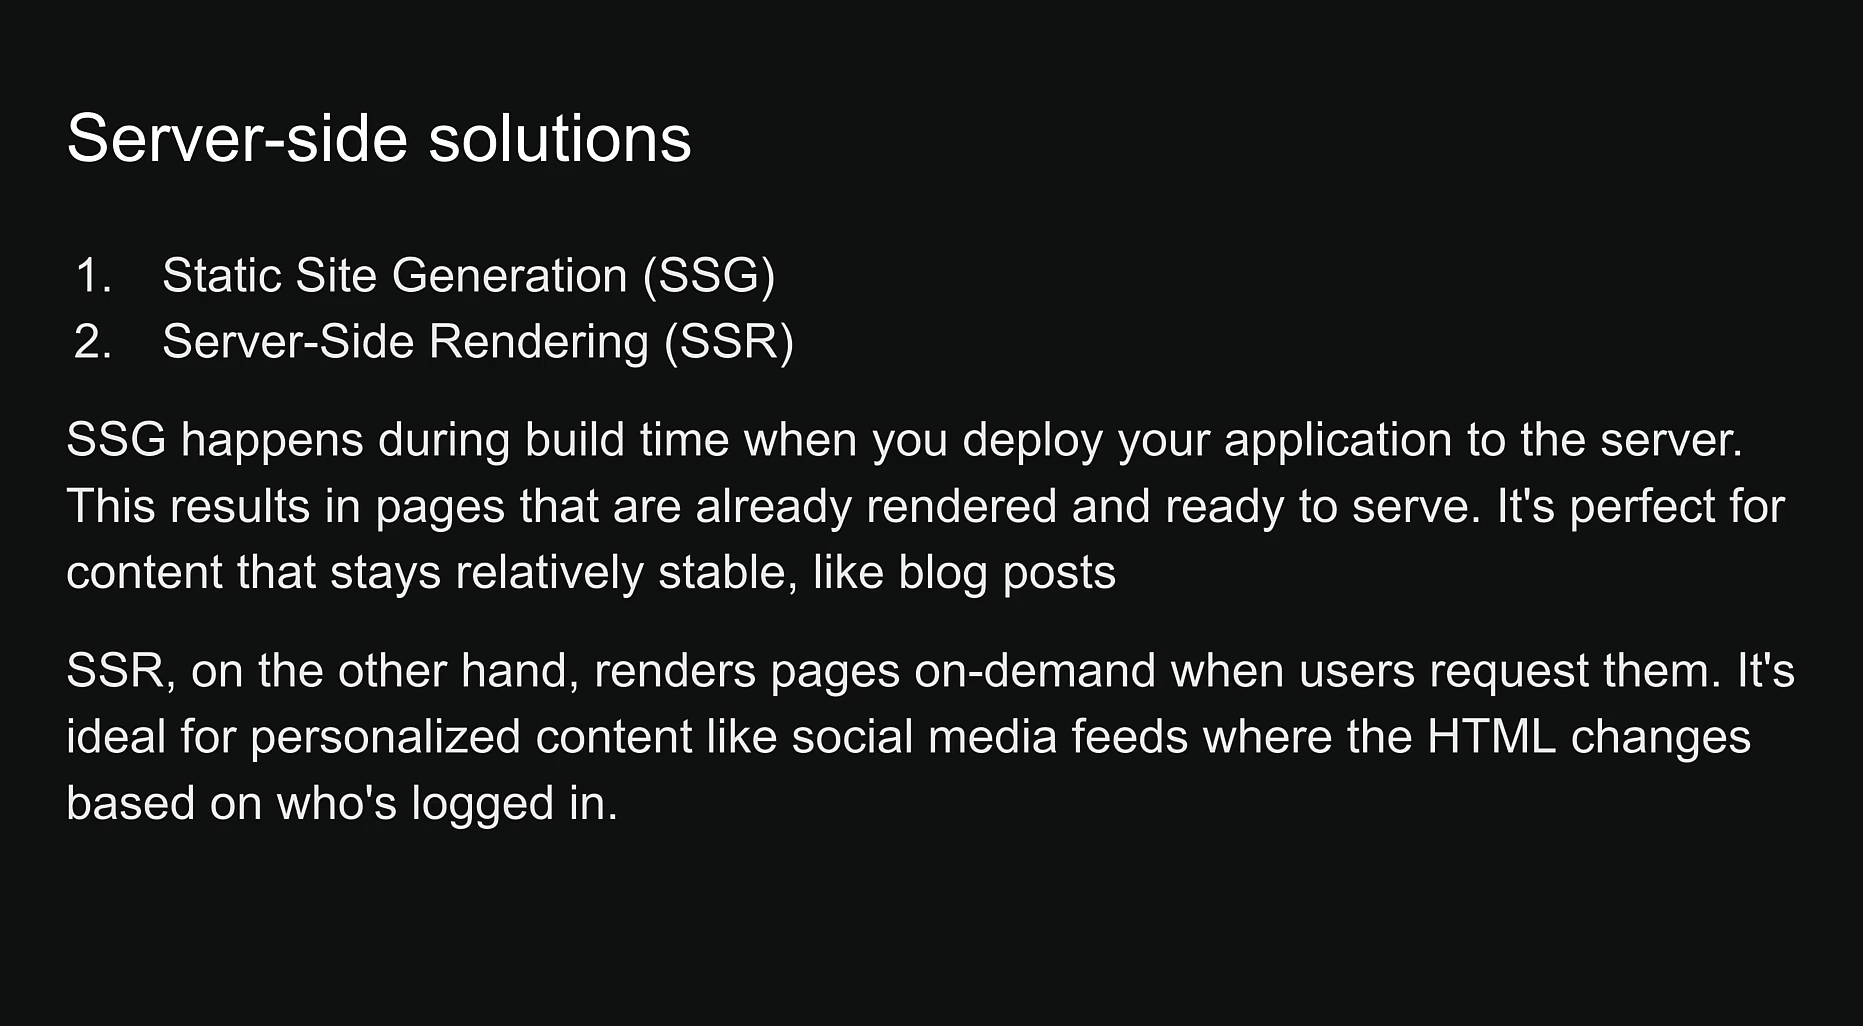 Server-side solutions
1. Static Site Generation (SSG)
2. Server-Side Rendering (SSR)
SSG happens during build time when you deploy your application to the server.
This results in pages that are already rendered and ready to serve. It's perfect for
content that stays relatively stable, like blog posts
SSR, on the other hand, renders pages on-demand when users request them. It's
ideal for personalized content like social media feeds where the HTML changes
based on who's logged in.